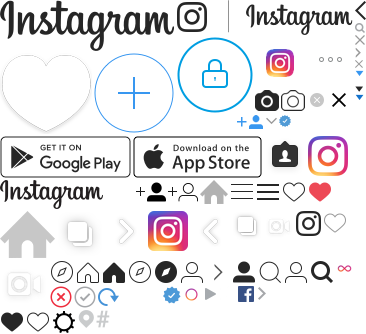 Instagram
Instagram
GET IT ON
Google Play
Download on the
App Store
Instagram
#